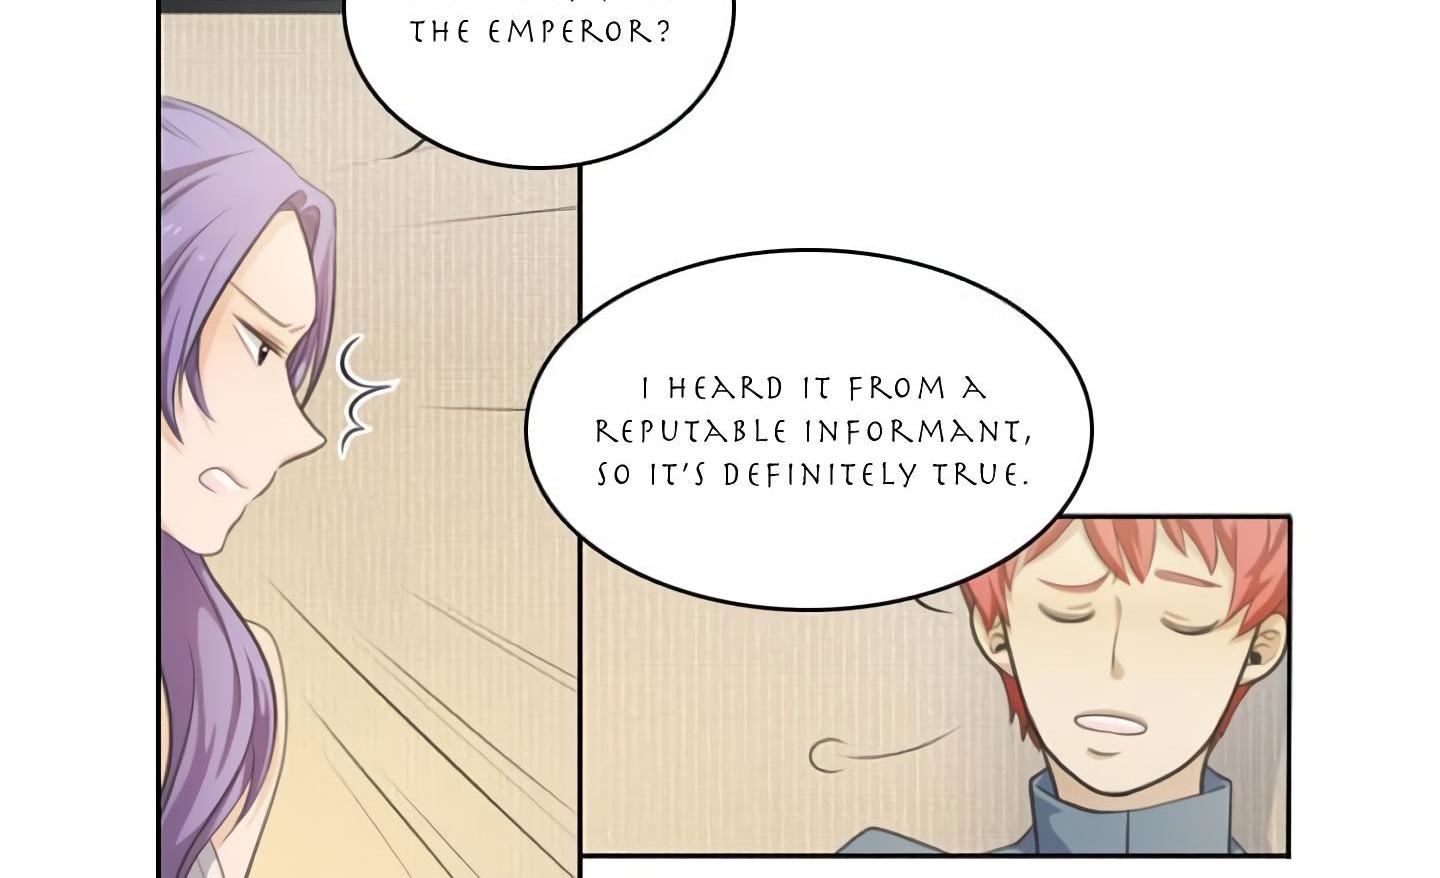 THE EMPEROR?
I HEARD IT FROM A
REPUTABLE INFORMANT,
SO IT'S DEFINITELY TRUE.